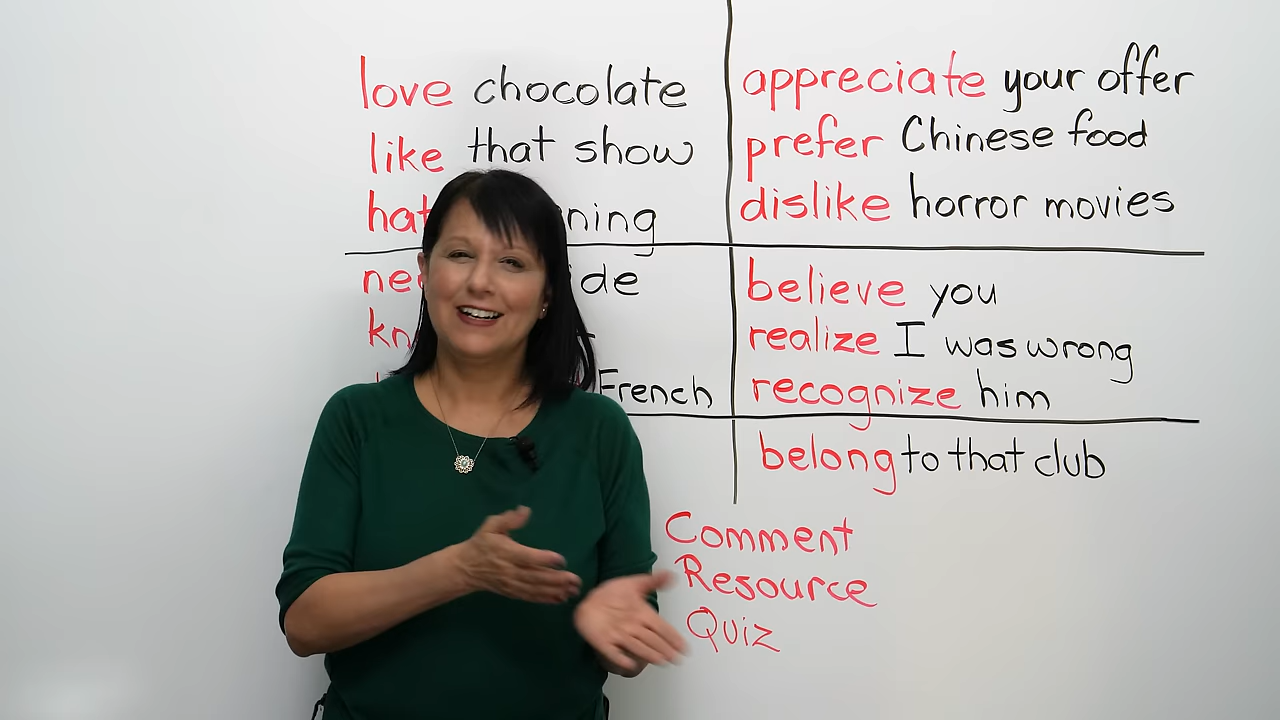 love chocolate
like that show
appreciate your offer
prefer Chinese food
dislike horror movies
French
believe you
realize I was wrong
recognize him
belong to that club
Comment
Resource
Quiz